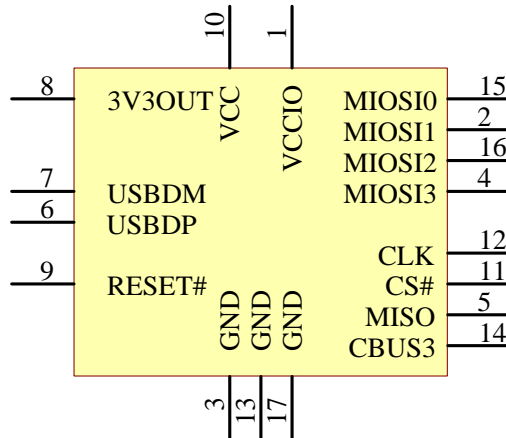 10 1
8 3V3OUT VCC VCCIO MIOSI0 15
MIOSI1 2
MIOSI2 16
7 USBDM MIOSI3 4
6 USBDP
CLK 12
9 RESET# GND GND GND CS# 11
MISO 5
CBUS3 14
3 13 17